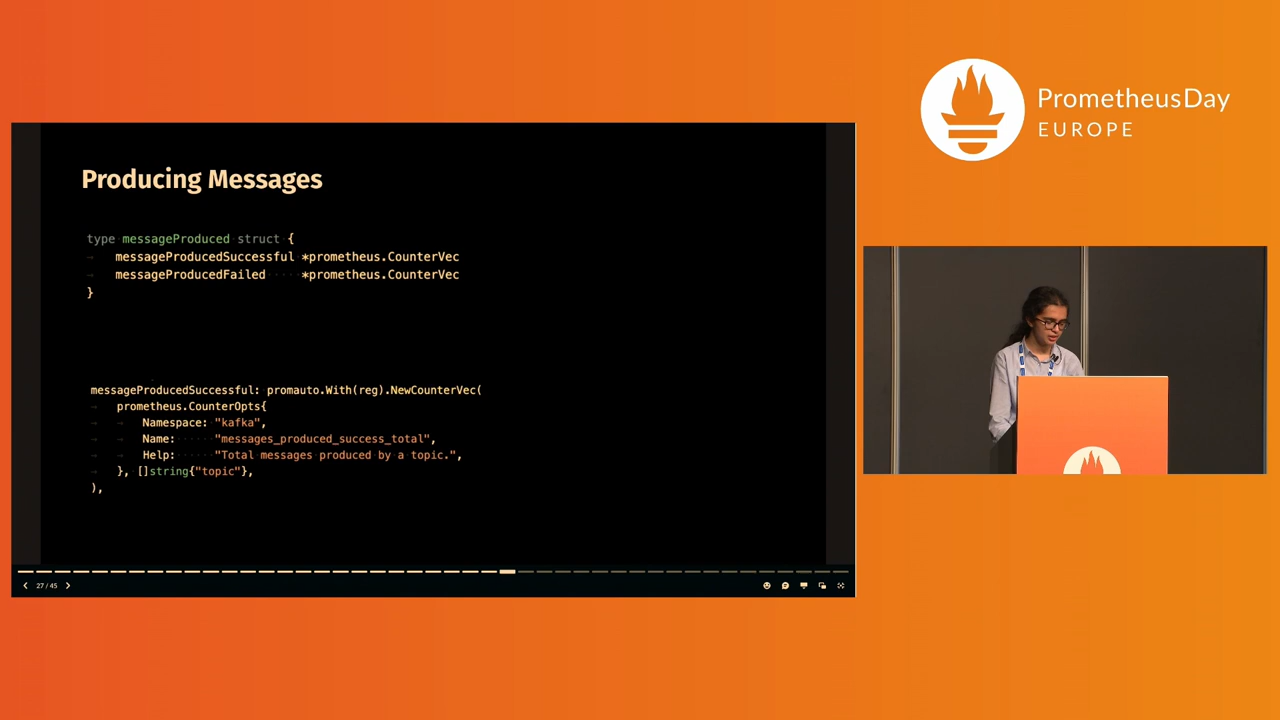 PrometheusDay
EUROPE
Producing Messages
type messageProduced struct {
messageProducedSuccessful *prometheus.CounterVec
messageProducedFailed *prometheus.CounterVec
}
messageProducedSuccessful: promauto.With(reg).NewCounterVec(
prometheus.CounterOpts{
Namespace: "kafka",
Name: "messages_produced_success_total",
Help: "Total messages produced by a topic.",
}, []string{"topic"},
),
27 / 45